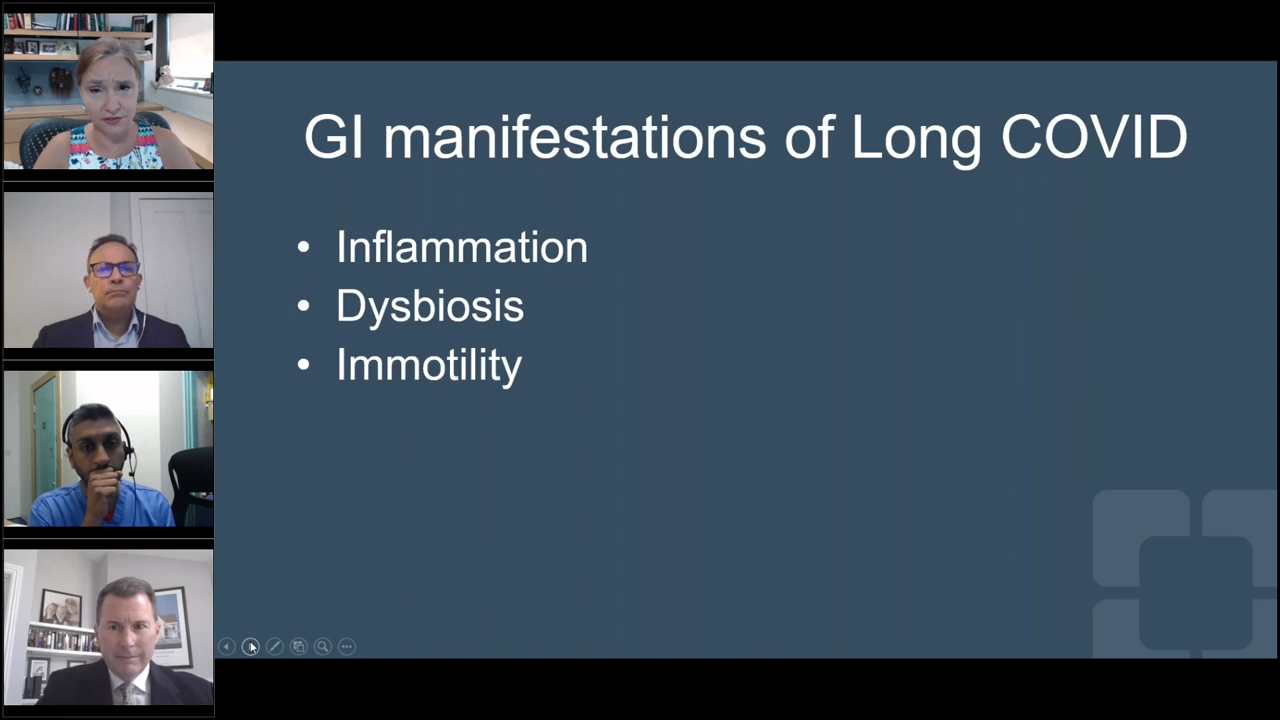 GI manifestations of Long COVID
• Inflammation
• Dysbiosis
• Immotility